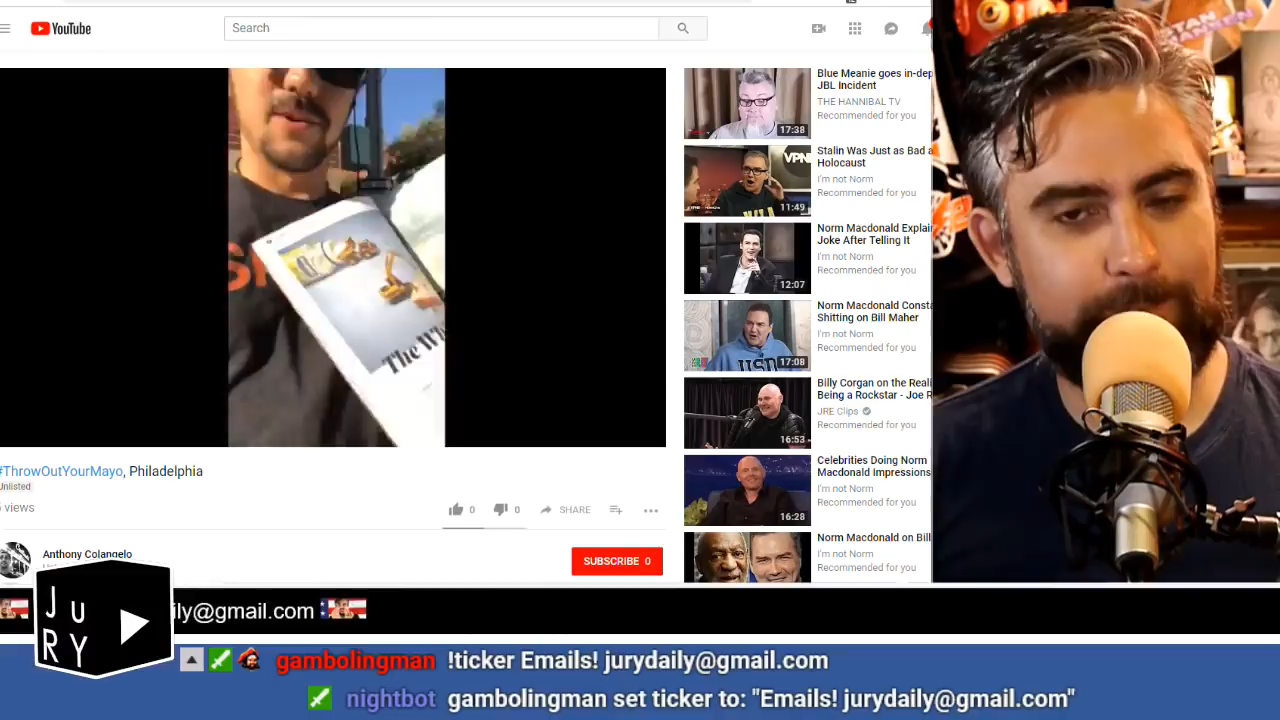 YouTube
Search
The W
17:38
11:49
12:07
17:08
16:53
16:28
VPN
USD
Blue Meanie goes in-dep
JBL Incident
THE HANNIBAL TV
Recommended for you
Stalin Was Just as Bad a
Holocaust
I'm not Norm
Recommended for you
Norm Macdonald Explai
Joke After Telling It
I'm not Norm
Recommended for you
Norm Macdonald Consta
Shitting on Bill Maher
I'm not Norm
Recommended for you
Billy Corgan on the Reali
Being a Rockstar - Joe R
JRE Clips
Recommended for you
Celebrities Doing Norm
Macdonald Impressions
I'm not Norm
Recommended for you
Norm Macdonald on Bill
I'm not Norm
Recommended for you
#ThrowOutYourMayo, Philadelphia
Unlisted
views
0 0 SHARE
Anthony Colangelo
SUBSCRIBE 0
JURY
ily@gmail.com
gambolingman !ticker Emails! jurydaily@gmail.com
nightbot gambolingman set ticker to: "Emails! jurydaily@gmail.com"